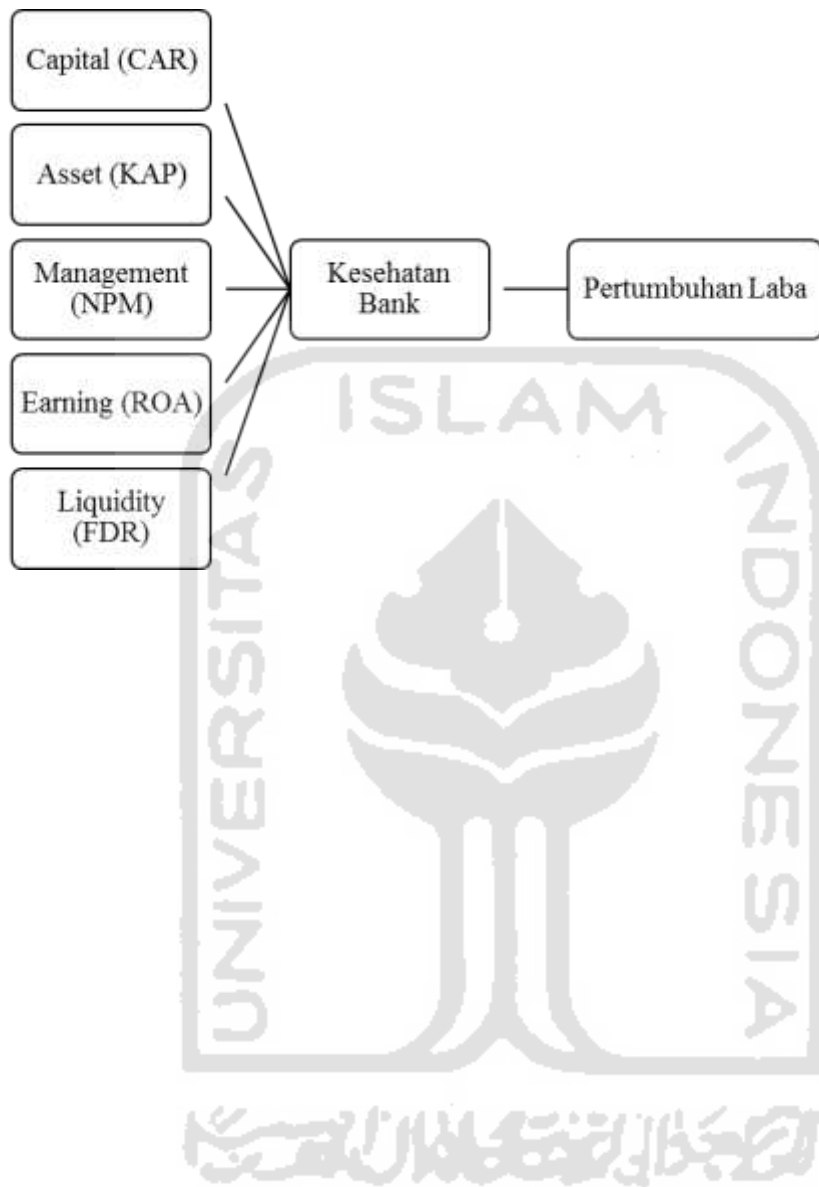 Capital (CAR)
Asset (KAP)
Management
(NPM)
Earning (ROA)
Liquidity
(FDR)
Kesehatan
Bank
Pertumbuhan Laba
UNIVERSITAS
ISLAM
INDONESIA